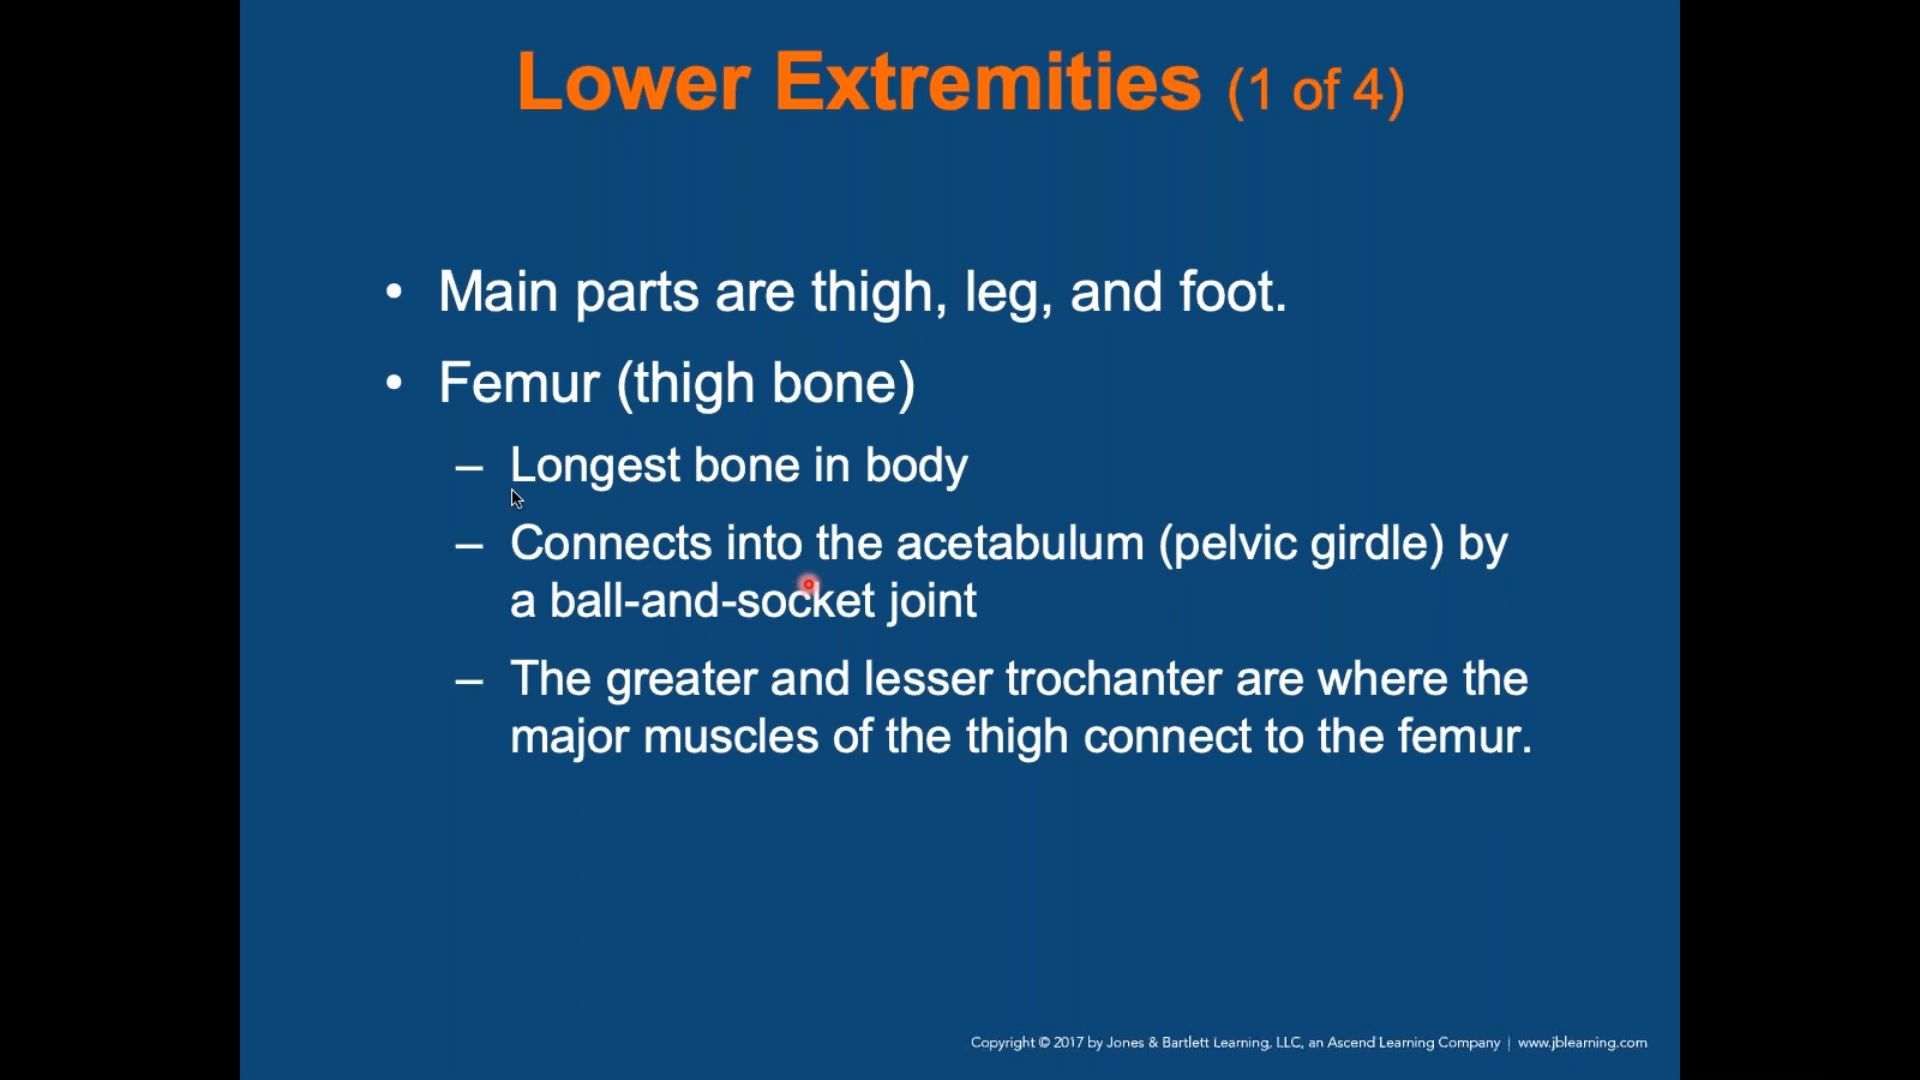 Lower Extremities (1 of 4)
• Main parts are thigh, leg, and foot.
• Femur (thigh bone)
– Longest bone in body
– Connects into the acetabulum (pelvic girdle) by
a ball-and-socket joint
– The greater and lesser trochanter are where the
major muscles of the thigh connect to the femur.
Copyright © 2017 by Jones & Bartlett Learning, LLC, an Ascend Learning Company | www.jblearning.com